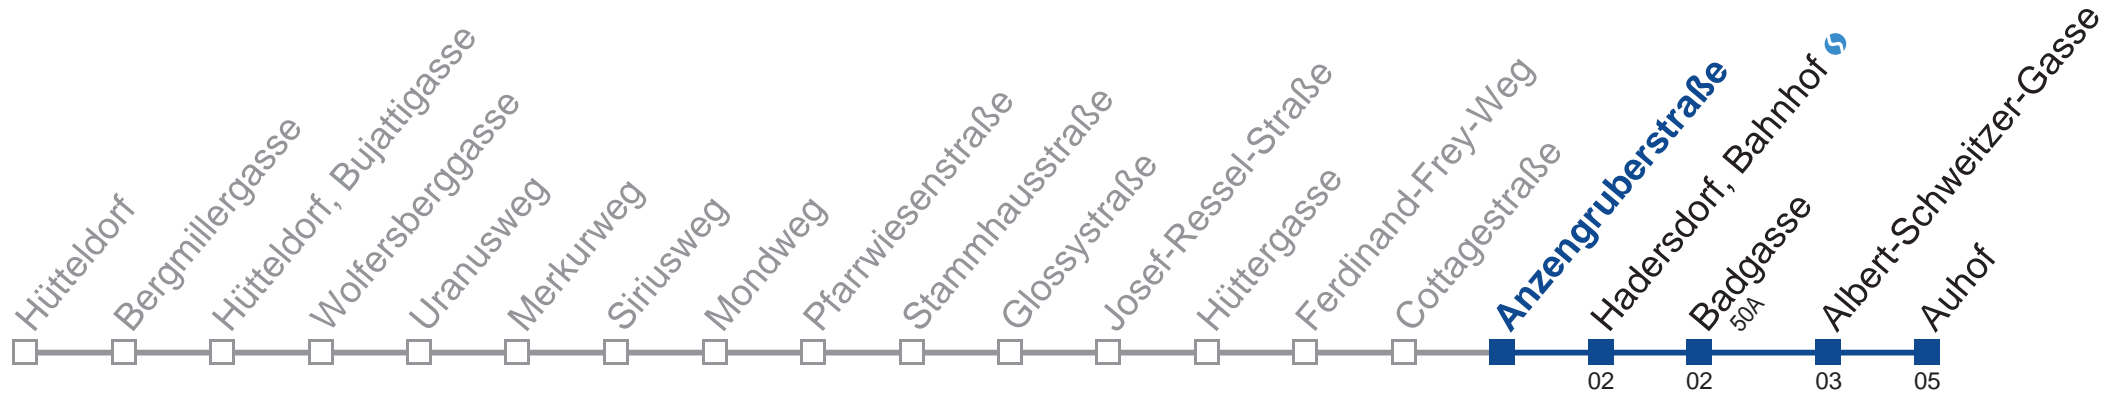 Hütteldorf
Bergmillergasse
Hütteldorf, Bujattigasse
Wolfersberggasse
Uranusweg
Merkurweg
Siriusweg
Mondweg
Pfarrwiesenstraße
Stammhausstraße
Glossystraße
Josef-Ressel-Straße
Hüttergasse
Ferdinand-Frey-Weg
Cottagestraße
Anzengruberstraße
Hadersdorf, Bahnhof
Badgasse
50A
Albert-Schweitzer-Gasse
Auhof
02 02 03 05